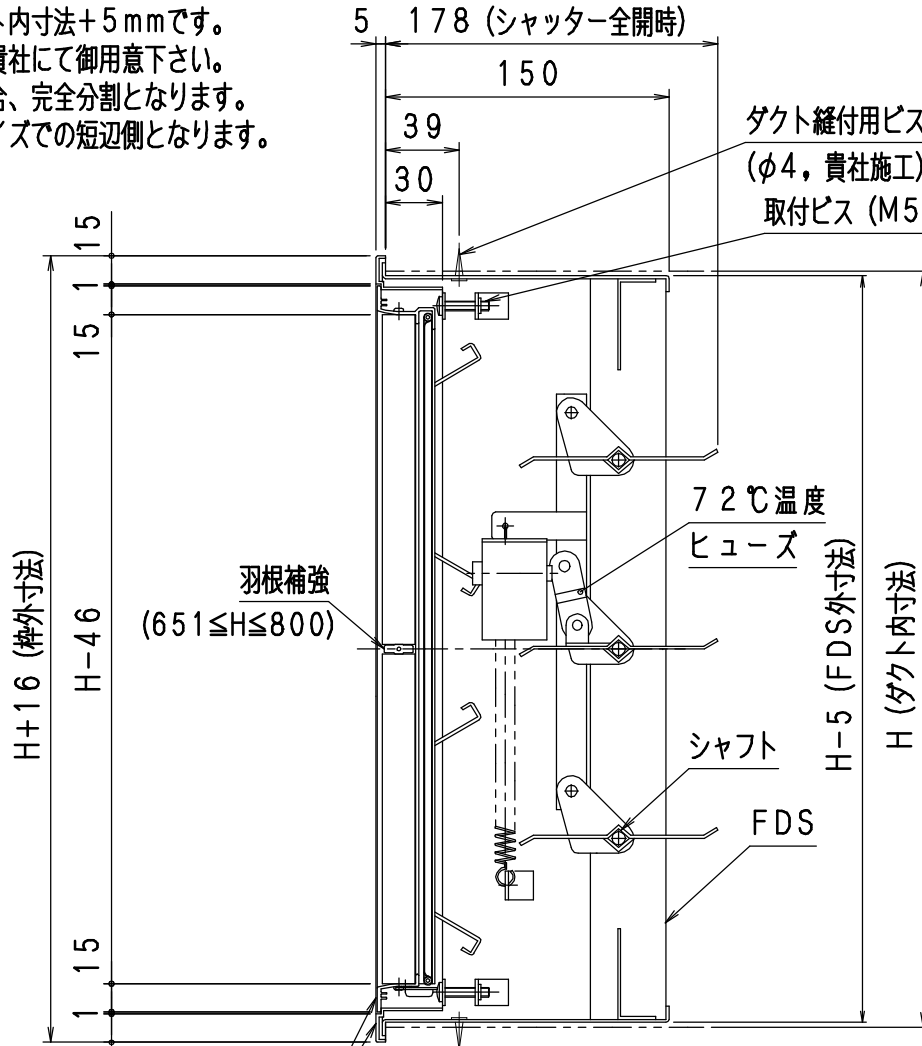 ト内寸法+5mmです。
貴社にて御用意下さい。
合、完全分割となります。
イズでの短辺側となります。
5
178 (シャッター全開時)
150
39
30
ダクト縫付用ビス
(φ4, 貴社施工)
取付ビス (M5
15
1
15
H+16 (枠外寸法)
H-46
羽根補強
(651≦H≦800)
72℃温度
ヒューズ
H-5 (FDS外寸法)
H (ダクト内寸法)
シャフト
FDS
15
1